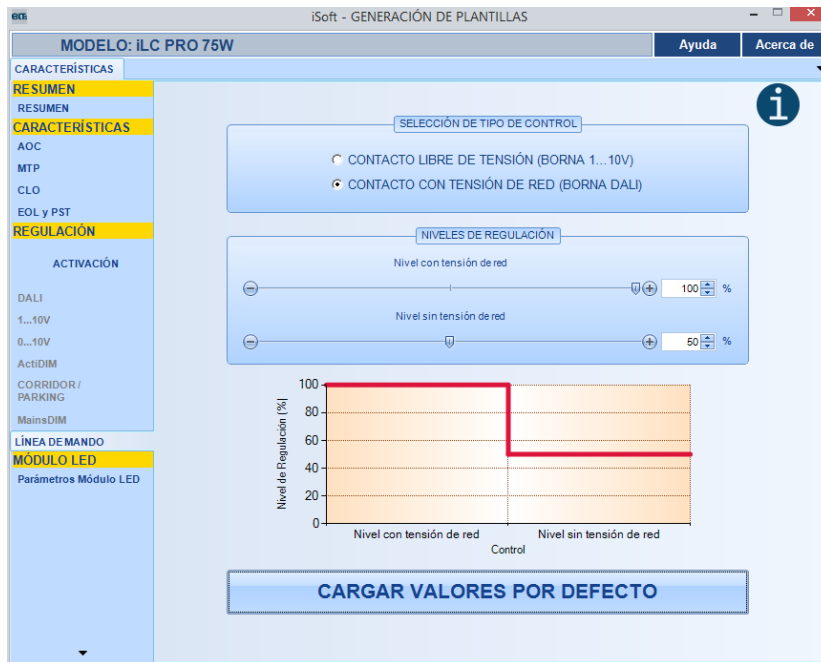 iSoft - GENERACIÓN DE PLANTILLAS
MODELO: iLC PRO 75W
Ayuda
Acerca de
CARACTERÍSTICAS
RESUMEN
RESUMEN
CARACTERÍSTICAS
AOC
MTP
CLO
EOL y PST
REGULACIÓN
ACTIVACIÓN
DALI
1...10V
0...10V
ActiDIM
CORRIDOR /
PARKING
MainsDIM
LÍNEA DE MANDO
MÓDULO LED
Parámetros Módulo LED
SELECCIÓN DE TIPO DE CONTROL
CONTACTO LIBRE DE TENSIÓN (BORNA 1...10V)
CONTACTO CON TENSIÓN DE RED (BORNA DALI)
NIVELES DE REGULACIÓN
Nivel con tensión de red
100 %
Nivel sin tensión de red
50 %
Nivel de Regulación [%]
100
80
60
40
20
0
Nivel con tensión de red
Nivel sin tensión de red
Control
CARGAR VALORES POR DEFECTO